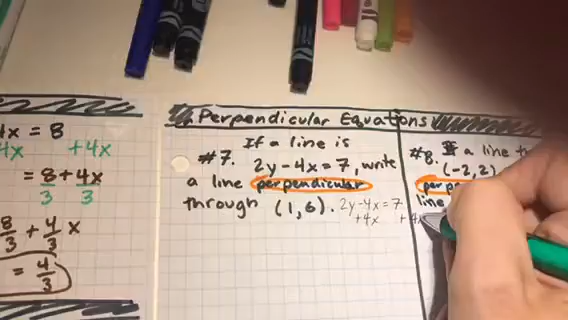 4x = 8
4x +4x
= 8+4x
3 3
8/3 + 4/3 x
= 4/3
Perpendicular Equations
If a line is
#7. 2y-4x=7, write
a line perpendicular
through (1,6). 2y-4x=7
+4x +4x
#8. If a line
(-2,2)
line